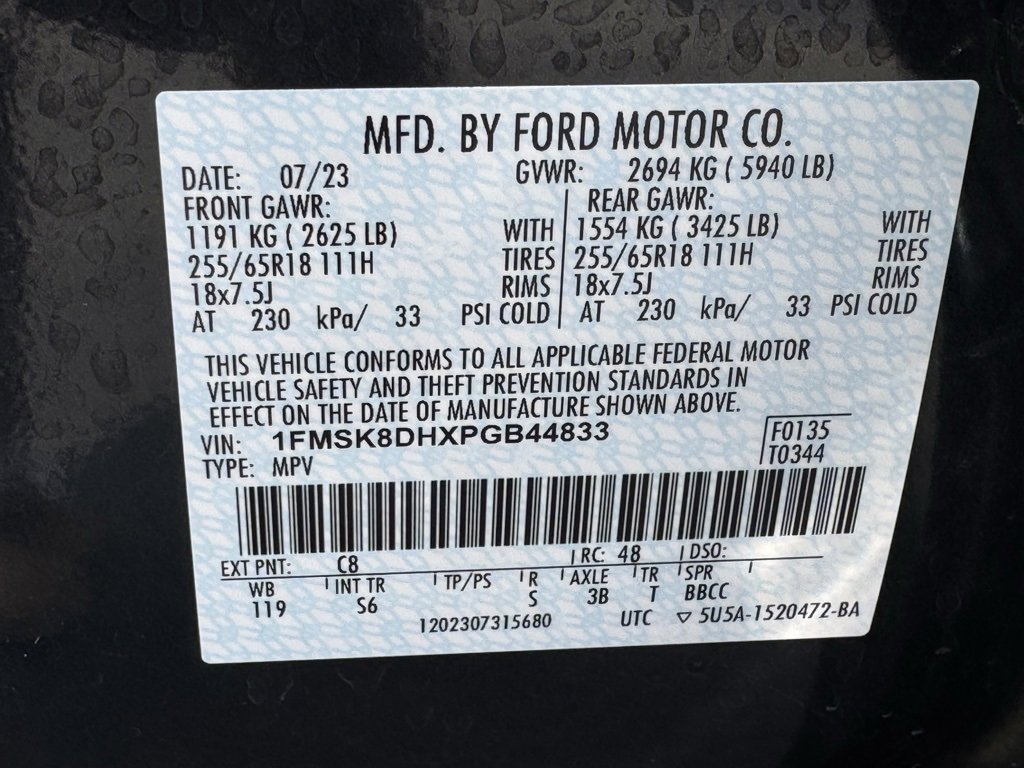 MFD. BY FORD MOTOR CO.
DATE: 07/23 GVWR: 2694 KG ( 5940 LB)
FRONT GAWR: REAR GAWR:
1191 KG ( 2625 LB) WITH 1554 KG ( 3425 LB) WITH
255/65R18 111H TIRES 255/65R18 111H TIRES
18x7.5J RIMS 18x7.5J RIMS
AT 230 kPa/ 33 PSI COLD AT 230 kPa/ 33 PSI COLD
THIS VEHICLE CONFORMS TO ALL APPLICABLE FEDERAL MOTOR
VEHICLE SAFETY AND THEFT PREVENTION STANDARDS IN
EFFECT ON THE DATE OF MANUFACTURE SHOWN ABOVE.
VIN: 1FMSK8DHXPGB44833 F0135
TYPE: MPV T0344
EXT PNT: C8 RC: 48 DSO:
WB INT TR TP/PS R AXLE TR SPR
119 S6 S 3B T BBCC
1202307315680 UTC ▽ 5U5A-1520472-BA